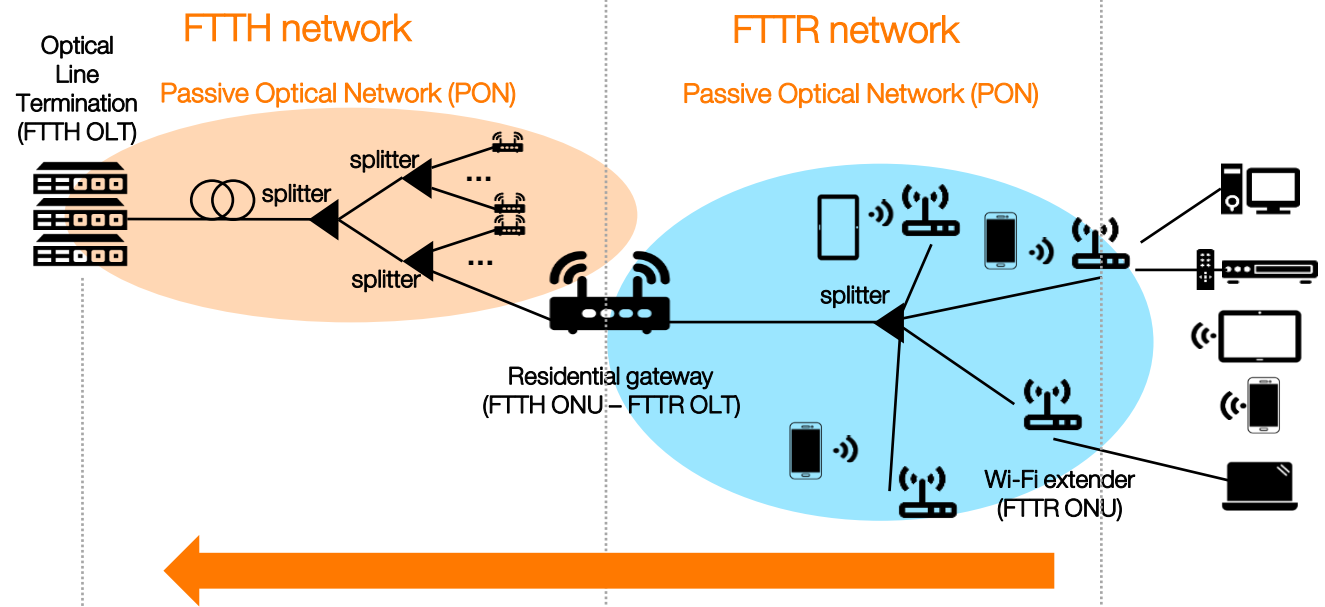 FTTH network
FTTR network
Optical
Line
Termination
(FTTH OLT)
Passive Optical Network (PON)
Passive Optical Network (PON)
splitter
splitter
...
splitter
...
splitter
Residential gateway
(FTTH ONU – FTTR OLT)
Wi-Fi extender
(FTTR ONU)